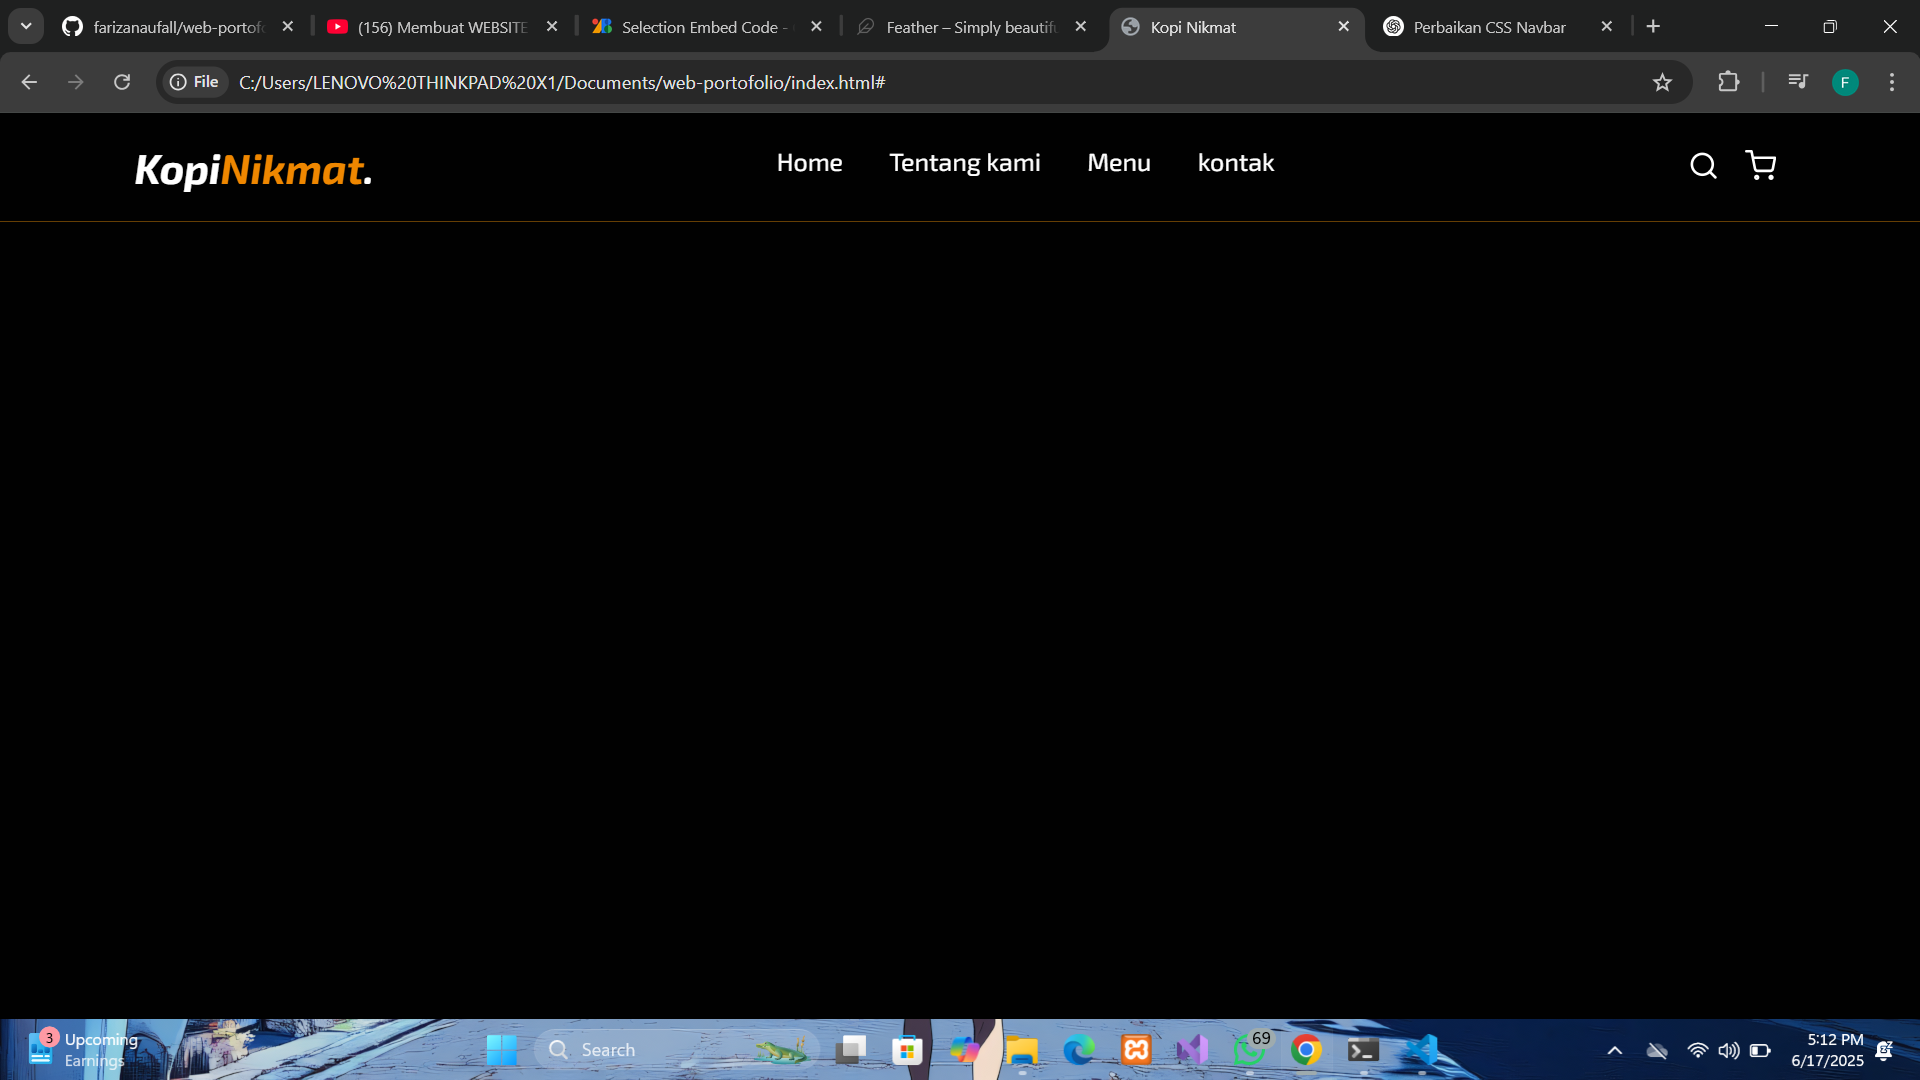 farizanaufall/web-portofo
(156) Membuat WEBSITE
Selection Embed Code -
Feather – Simply beautifu
Kopi Nikmat
Perbaikan CSS Navbar
File
C:/Users/LENOVO%20THINKPAD%20X1/Documents/web-portofolio/index.html#
F
KopiNikmat.
Home
Tentang kami
Menu
kontak
3
Upcoming
Earnings
Search
69
5:12 PM
6/17/2025